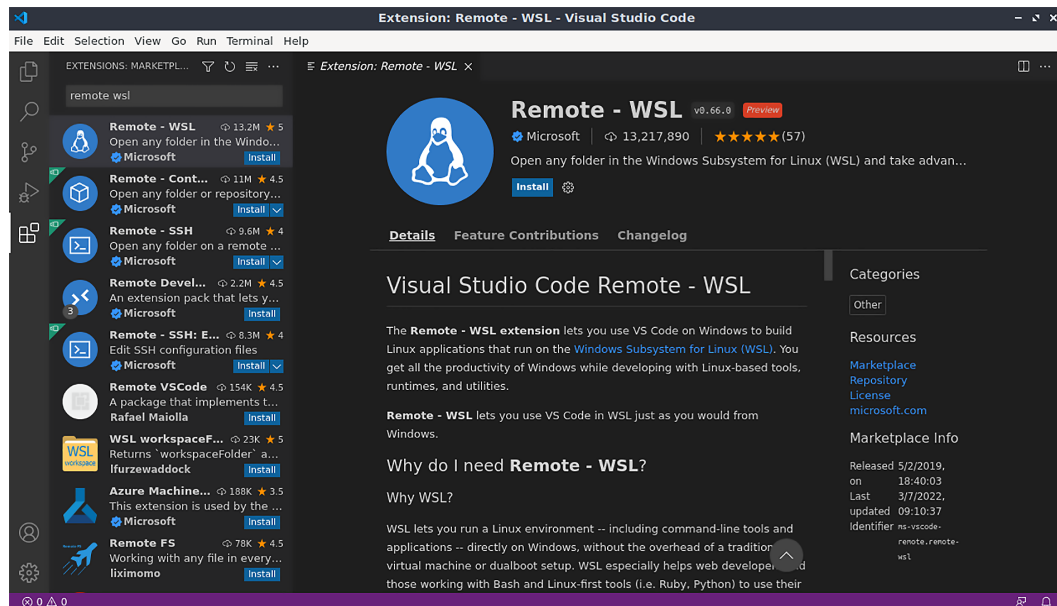 Extension: Remote - WSL - Visual Studio Code
File Edit Selection View Go Run Terminal Help
EXTENSIONS: MARKETPL...
remote wsl
Remote - WSL 13.2M 5
Open any folder in the Windo...
Microsoft Install
Remote - Cont... 11M 4.5
Open any folder or repository...
Microsoft Install
Remote - SSH 9.6M 4
Open any folder on a remote ...
Microsoft Install
Remote Devel... 2.2M 4.5
An extension pack that lets y...
3 Microsoft Install
Remote - SSH: E... 8.3M 4
Edit SSH configuration files
Microsoft Install
Remote VSCode 154K 4.5
A package that implements t...
Rafael Maiolla Install
WSL workspaceF... 23K 5
WSL workspace
Returns `workspaceFolder` a...
lfurzewaddock Install
Azure Machine... 188K 3.5
This extension is used by the ...
Microsoft Install
Remote FS 78K 4.5
Working with any file in every...
liximomo Install
Extension: Remote - WSL
Remote - WSL v0.66.0 Preview
Microsoft 13,217,890 (57)
Open any folder in the Windows Subsystem for Linux (WSL) and take advan...
Install
Details Feature Contributions Changelog
Visual Studio Code Remote - WSL
The Remote - WSL extension lets you use VS Code on Windows to build
Linux applications that run on the Windows Subsystem for Linux (WSL). You
get all the productivity of Windows while developing with Linux-based tools,
runtimes, and utilities.
Remote - WSL lets you use VS Code in WSL just as you would from
Windows.
Why do I need Remote - WSL?
Why WSL?
WSL lets you run a Linux environment -- including command-line tools and
applications -- directly on Windows, without the overhead of a tradition
virtual machine or dualboot setup. WSL especially helps web develope
those working with Bash and Linux-first tools (i.e. Ruby, Python) to use their
Categories
Other
Resources
Marketplace
Repository
License
microsoft.com
Marketplace Info
Released on 5/2/2019, 18:40:03
Last updated 3/7/2022, 09:10:37
Identifier ms-vscode-
remote.remote-
wsl
0 0